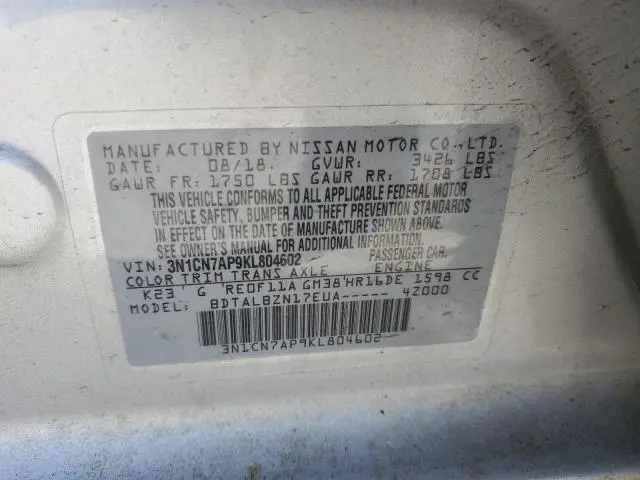 MANUFACTURED BY NISSAN MOTOR CO.,LTD.
DATE: 08/18. GVWR: 3426 LBS
GAWR FR: 1750 LBS GAWR RR: 1708 LBS
THIS VEHICLE CONFORMS TO ALL APPLICABLE FEDERAL MOTOR
VEHICLE SAFETY, BUMPER AND THEFT PREVENTION STANDARDS
IN EFFECT ON THE DATE OF MANUFACTURE SHOWN ABOVE.
SEE OWNER'S MANUAL FOR ADDITIONAL INFORMATION.
VIN: 3N1CN7AP9KL804602 PASSENGER CAR.
COLOR TRIM TRANS AXLE ENGINE
K23 G RE0F11A GM38 HR16DE 1598 CC
MODEL: BDTALBZN17EUA----- 4Z000
3N1CN7AP9KL804602